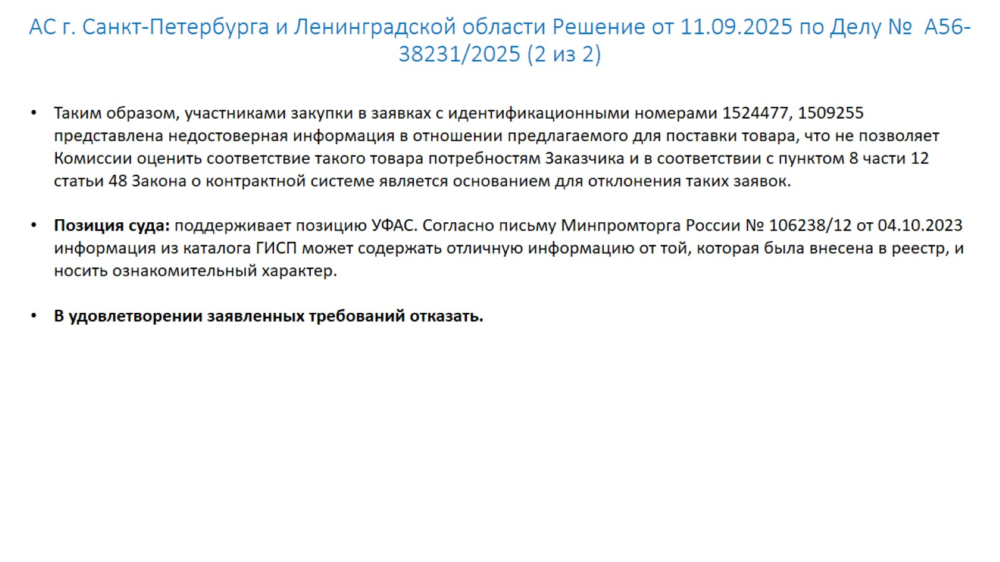 АС г. Санкт-Петербурга и Ленинградской области Решение от 11.09.2025 по Делу № А56-
38231/2025 (2 из 2)
• Таким образом, участниками закупки в заявках с идентификационными номерами 1524477, 1509255
представлена недостоверная информация в отношении предлагаемого для поставки товара, что не позволяет
Комиссии оценить соответствие такого товара потребностям Заказчика и в соответствии с пунктом 8 части 12
статьи 48 Закона о контрактной системе является основанием для отклонения таких заявок.
• Позиция суда: поддерживает позицию УФАС. Согласно письму Минпромторга России № 106238/12 от 04.10.2023
информация из каталога ГИСП может содержать отличную информацию от той, которая была внесена в реестр, и
носить ознакомительный характер.
• В удовлетворении заявленных требований отказать.